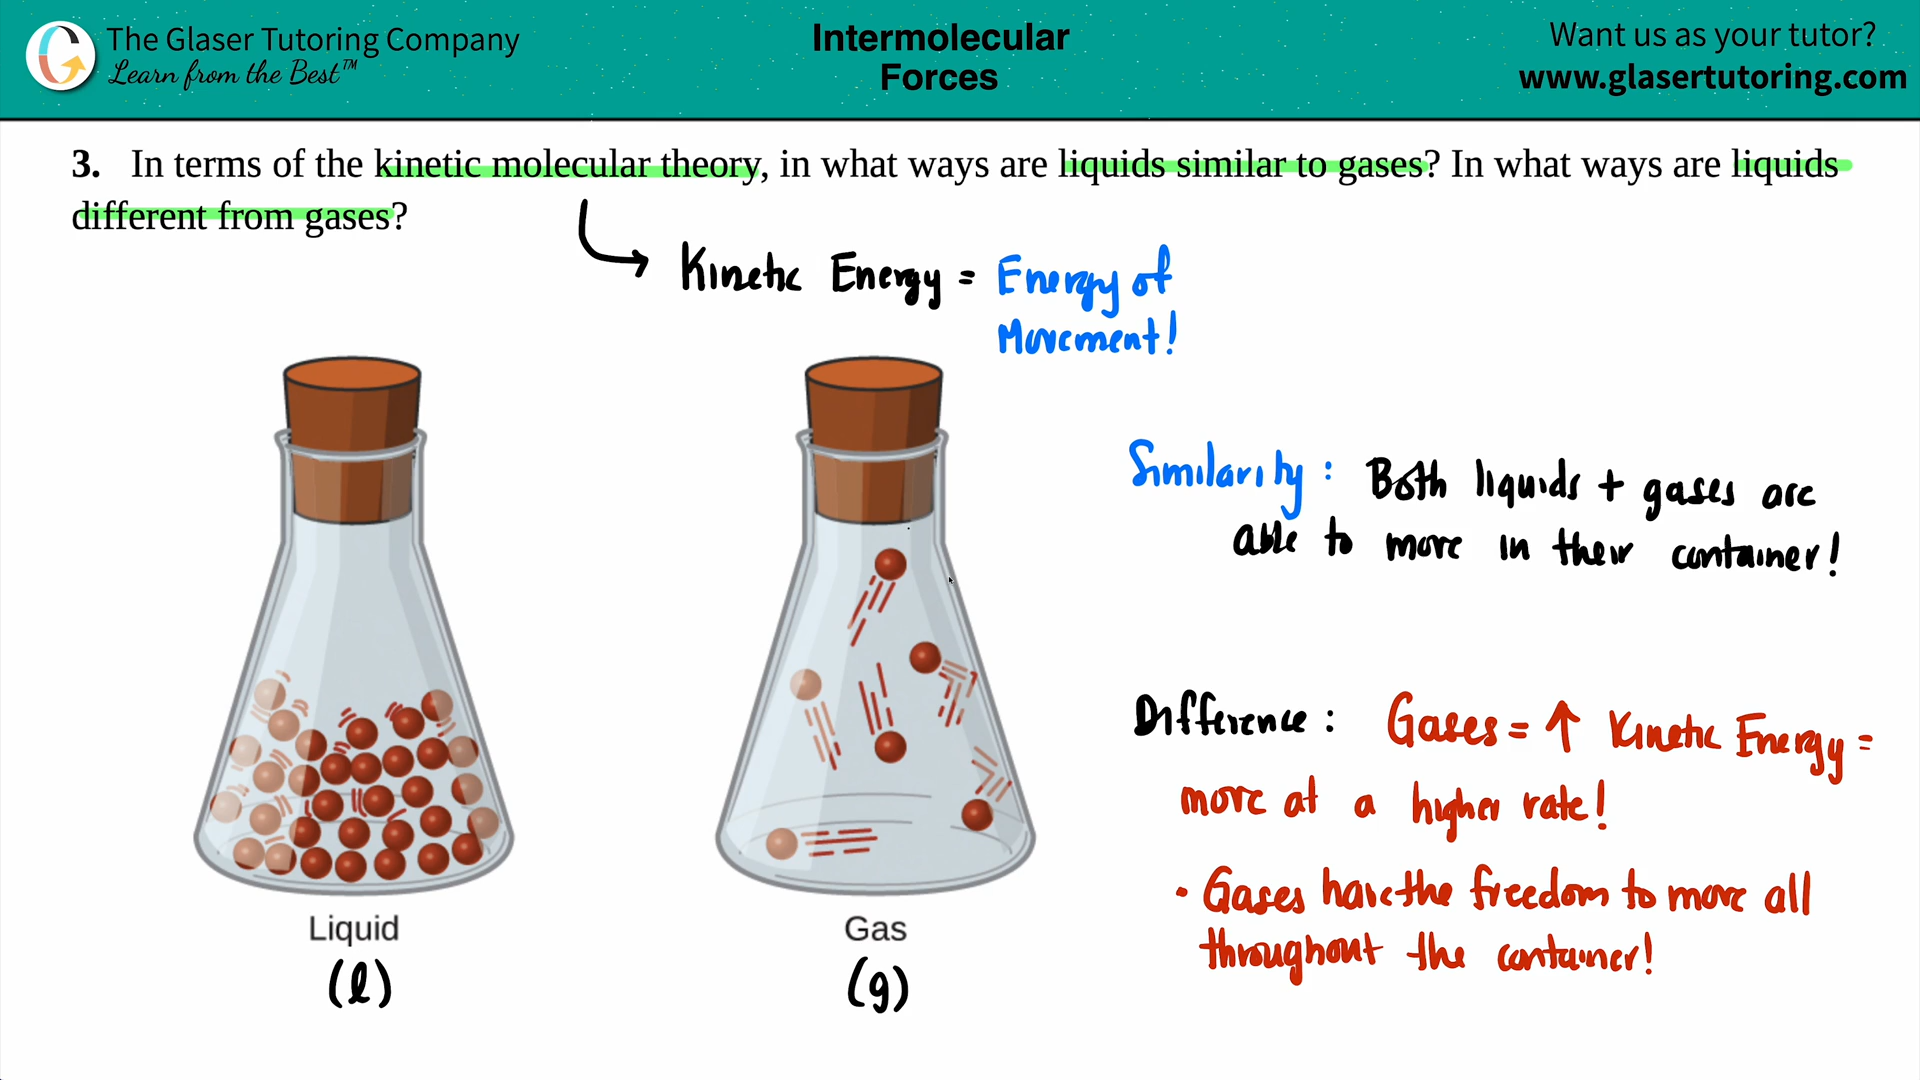 The Glaser Tutoring Company
Learn from the Best™
Intermolecular
Forces
Want us as your tutor?
www.glasertutoring.com
3. In terms of the kinetic molecular theory, in what ways are liquids similar to gases? In what ways are liquids
different from gases?
Kinetic Energy = Energy of
Movement!
Similarity: Both liquids + gases are
able to move in their container!
Difference: Gases = ↑ Kinetic Energy =
move at a higher rate!
• Gases have the freedom to move all
throughout the container!
Liquid
(l)
Gas
(g)